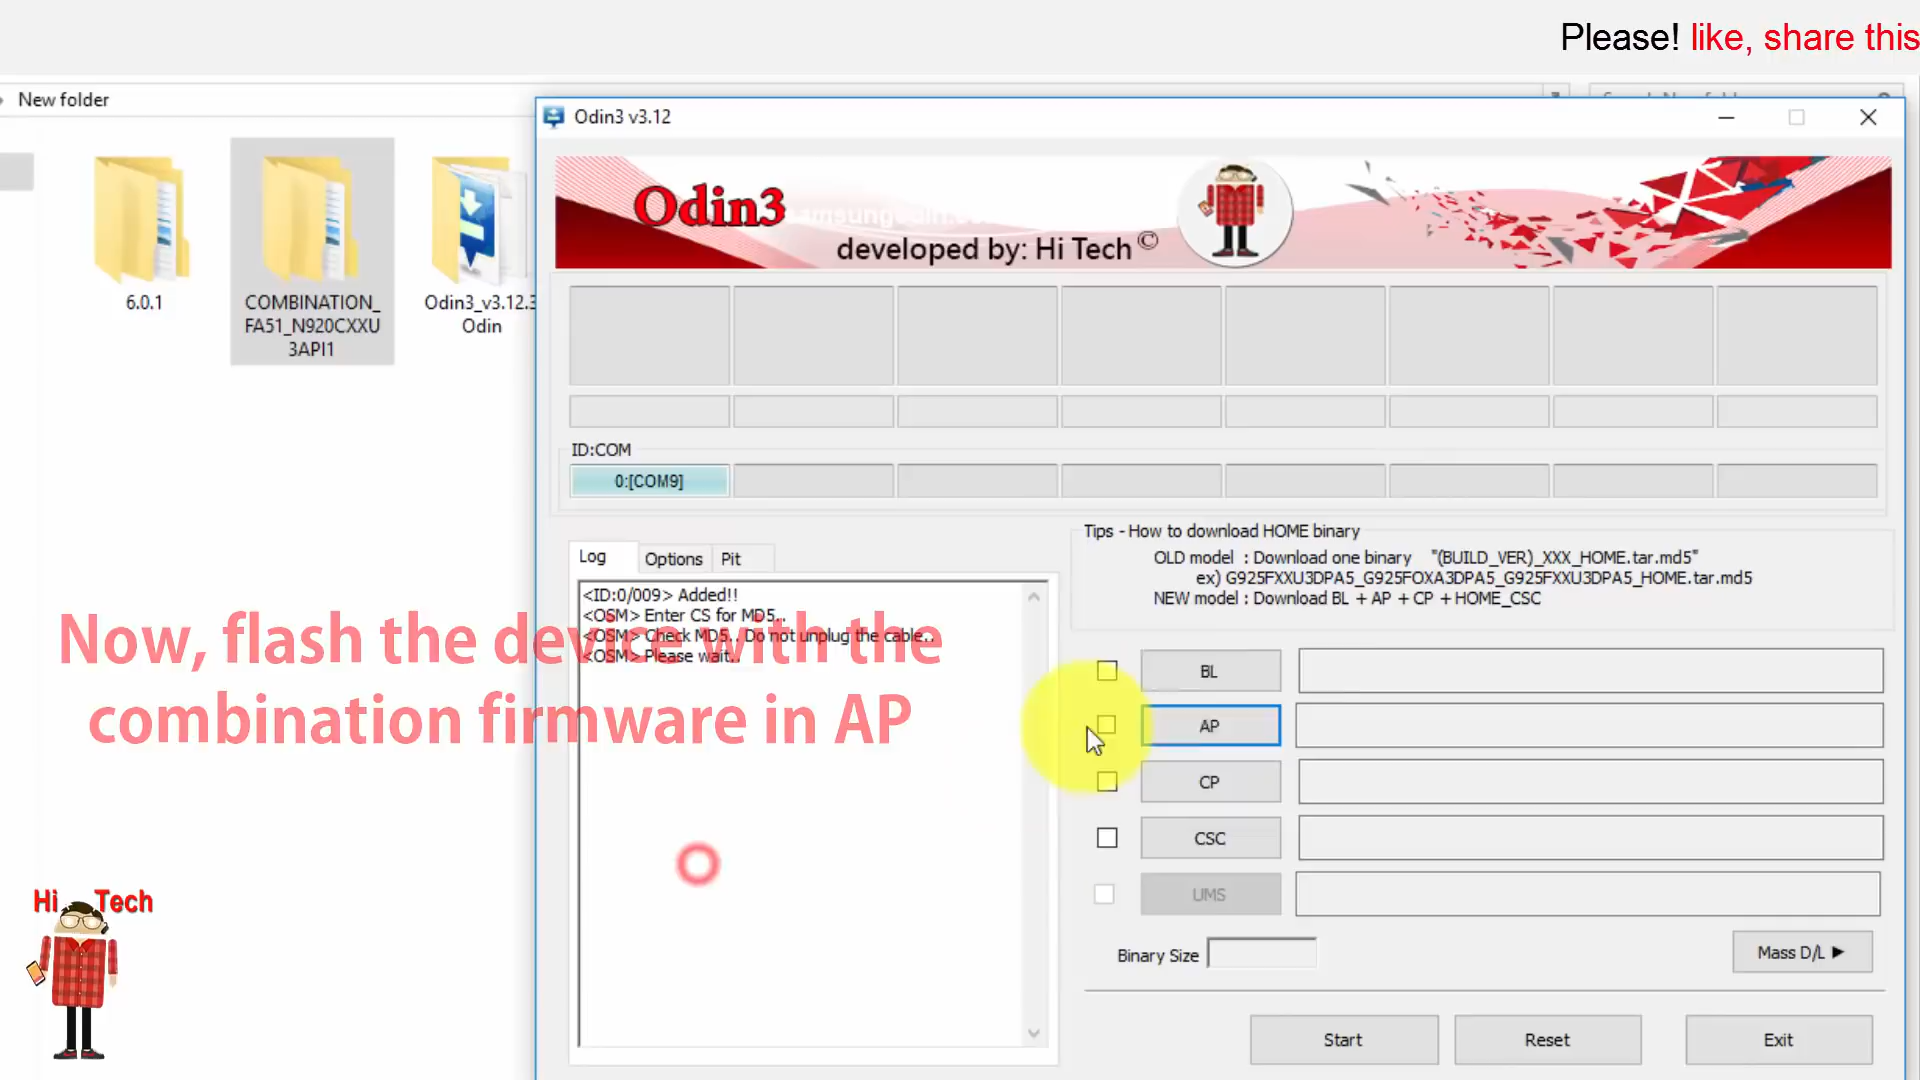 Please! like, share this
New folder
6.0.1
COMBINATION_
FA51_N920CXXU
3API1
Odin3_v3.12.3
Odin
Odin3 v3.12
Odin3
developed by: Hi Tech ©
ID:COM
0:[COM9]
Log
Options
Pit
<ID:0/009> Added!!
<OSM> Enter CS for MD5..
<OSM> Check MD5.. Do not unplug the cable..
<OSM> Please wait..
Now, flash the device with the
combination firmware in AP
Tips - How to download HOME binary
OLD model : Download one binary "(BUILD_VER)_XXX_HOME.tar.md5"
ex) G925FXXU3DPA5_G925FOXA3DPA5_G925FXXU3DPA5_HOME.tar.md5
NEW model : Download BL + AP + CP + HOME_CSC
BL
AP
CP
CSC
UMS
Binary Size
Mass D/L ►
Start
Reset
Exit
Hi Tech